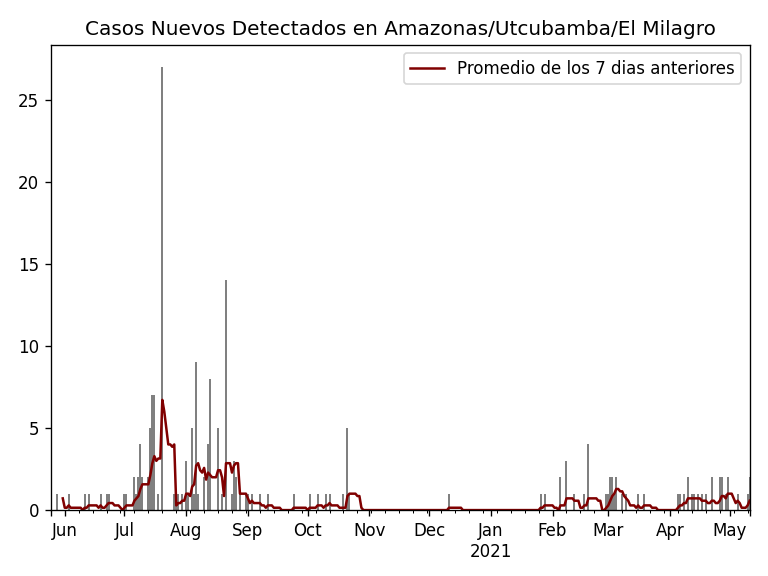 Casos Nuevos Detectados en Amazonas/Utcubamba/El Milagro
Promedio de los 7 dias anteriores
25
20
15
10
5
0
Jun Jul Aug Sep Oct Nov Dec Jan Feb Mar Apr May
2021